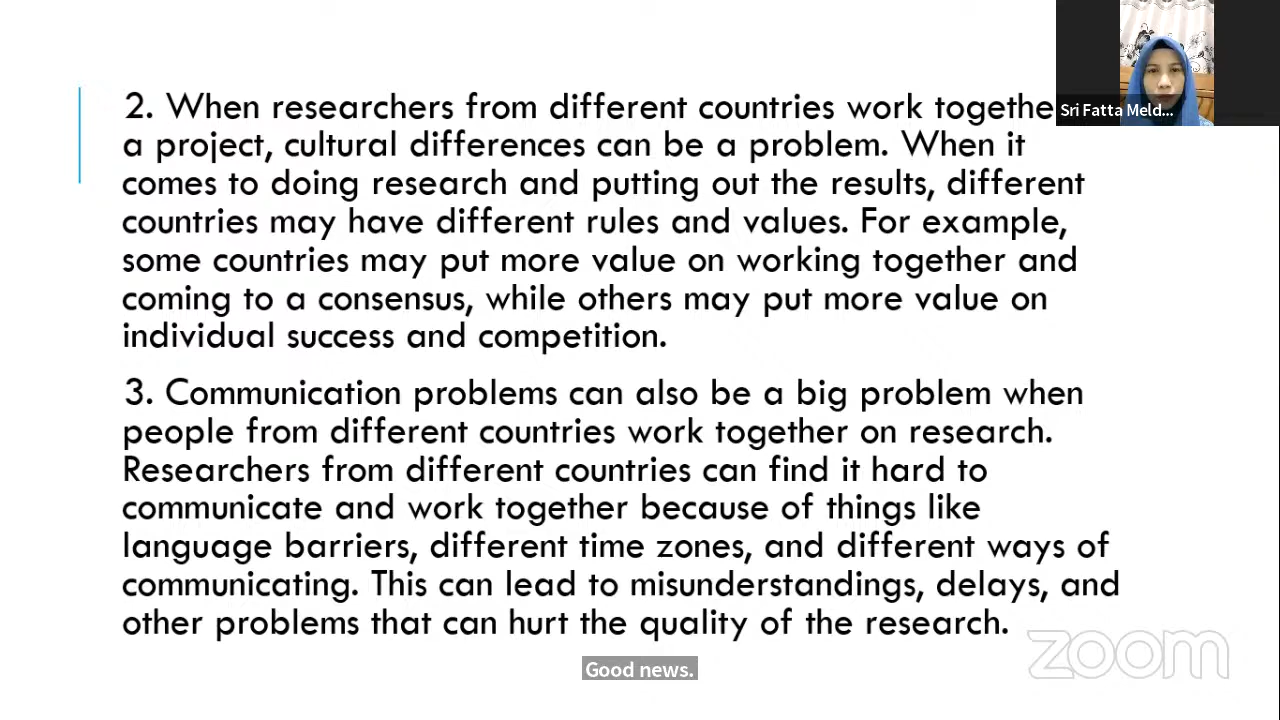 2. When researchers from different countries work togethe
a project, cultural differences can be a problem. When it
comes to doing research and putting out the results, different
countries may have different rules and values. For example,
some countries may put more value on working together and
coming to a consensus, while others may put more value on
individual success and competition.
3. Communication problems can also be a big problem when
people from different countries work together on research.
Researchers from different countries can find it hard to
communicate and work together because of things like
language barriers, different time zones, and different ways of
communicating. This can lead to misunderstandings, delays, and
other problems that can hurt the quality of the research.
Sri Fatta Meld...
Good news.
zoom